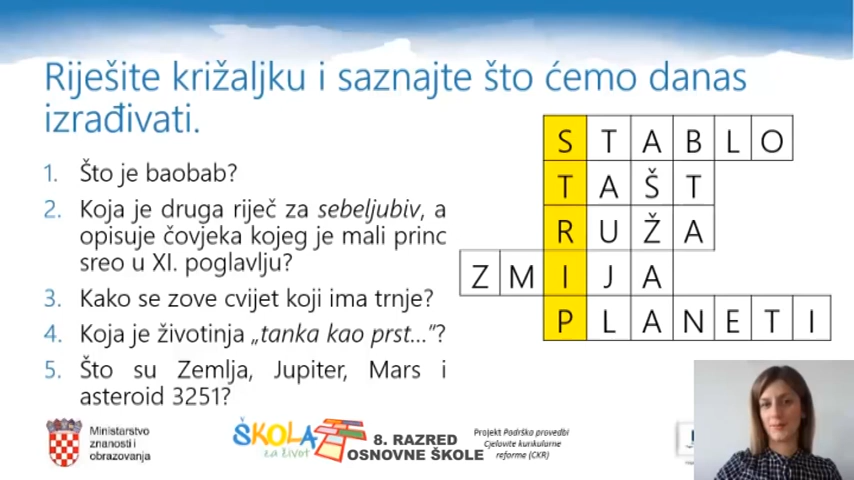 Riješite križaljku i saznajte što ćemo danas
izrađivati.
1. Što je baobab?
2. Koja je druga riječ za sebeljubiv, a
opisuje čovjeka kojeg je mali princ
sreo u XI. poglavlju?
3. Kako se zove cvijet koji ima trnje?
4. Koja je životinja „tanka kao prst...”?
5. Što su Zemlja, Jupiter, Mars i
asteroid 3251?
S T A B L O
T A Š T
R U Ž A
Z M I J A
P L A N E T I
Ministarstvo
znanosti i
obrazovanja
ŠKOLA
za život
8. RAZRED
OSNOVNE ŠKOLE
Projekt Podrška provedbi
Cjelovite kurikularne
reforme (CKR)